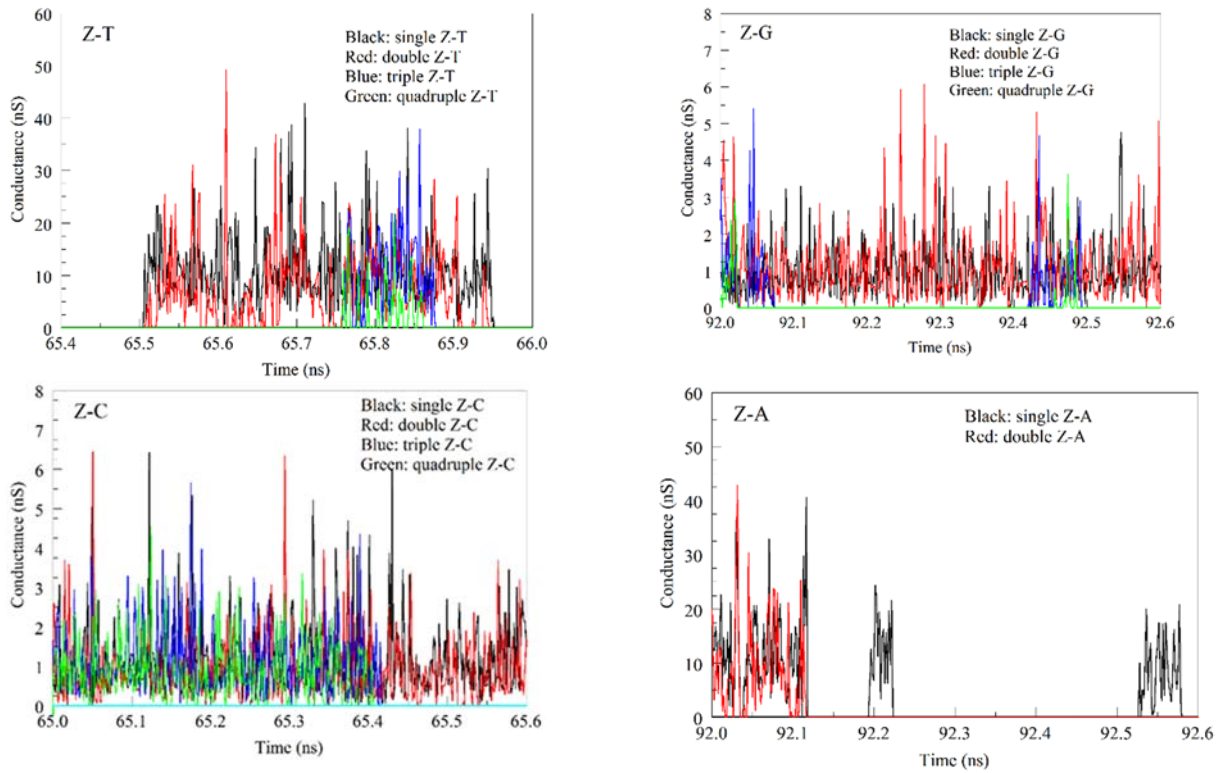 Z-T
Black: single Z-T
Red: double Z-T
Blue: triple Z-T
Green: quadruple Z-T
Conductance (nS)
60
50
40
30
20
10
0
65.4 65.5 65.6 65.7 65.8 65.9 66.0
Time (ns)
Z-G
Black: single Z-G
Red: double Z-G
Blue: triple Z-G
Green: quadruple Z-G
Conductance (nS)
8
7
6
5
4
3
2
1
0
92.0 92.1 92.2 92.3 92.4 92.5 92.6
Time (ns)
Z-C
Black: single Z-C
Red: double Z-C
Blue: triple Z-C
Green: quadruple Z-C
Conductance (nS)
8
7
6
5
4
3
2
1
0
65.0 65.1 65.2 65.3 65.4 65.5 65.6
Time (ns)
Z-A
Black: single Z-A
Red: double Z-A
Conductance (nS)
60
50
40
30
20
10
0
92.0 92.1 92.2 92.3 92.4 92.5 92.6
Time (ns)